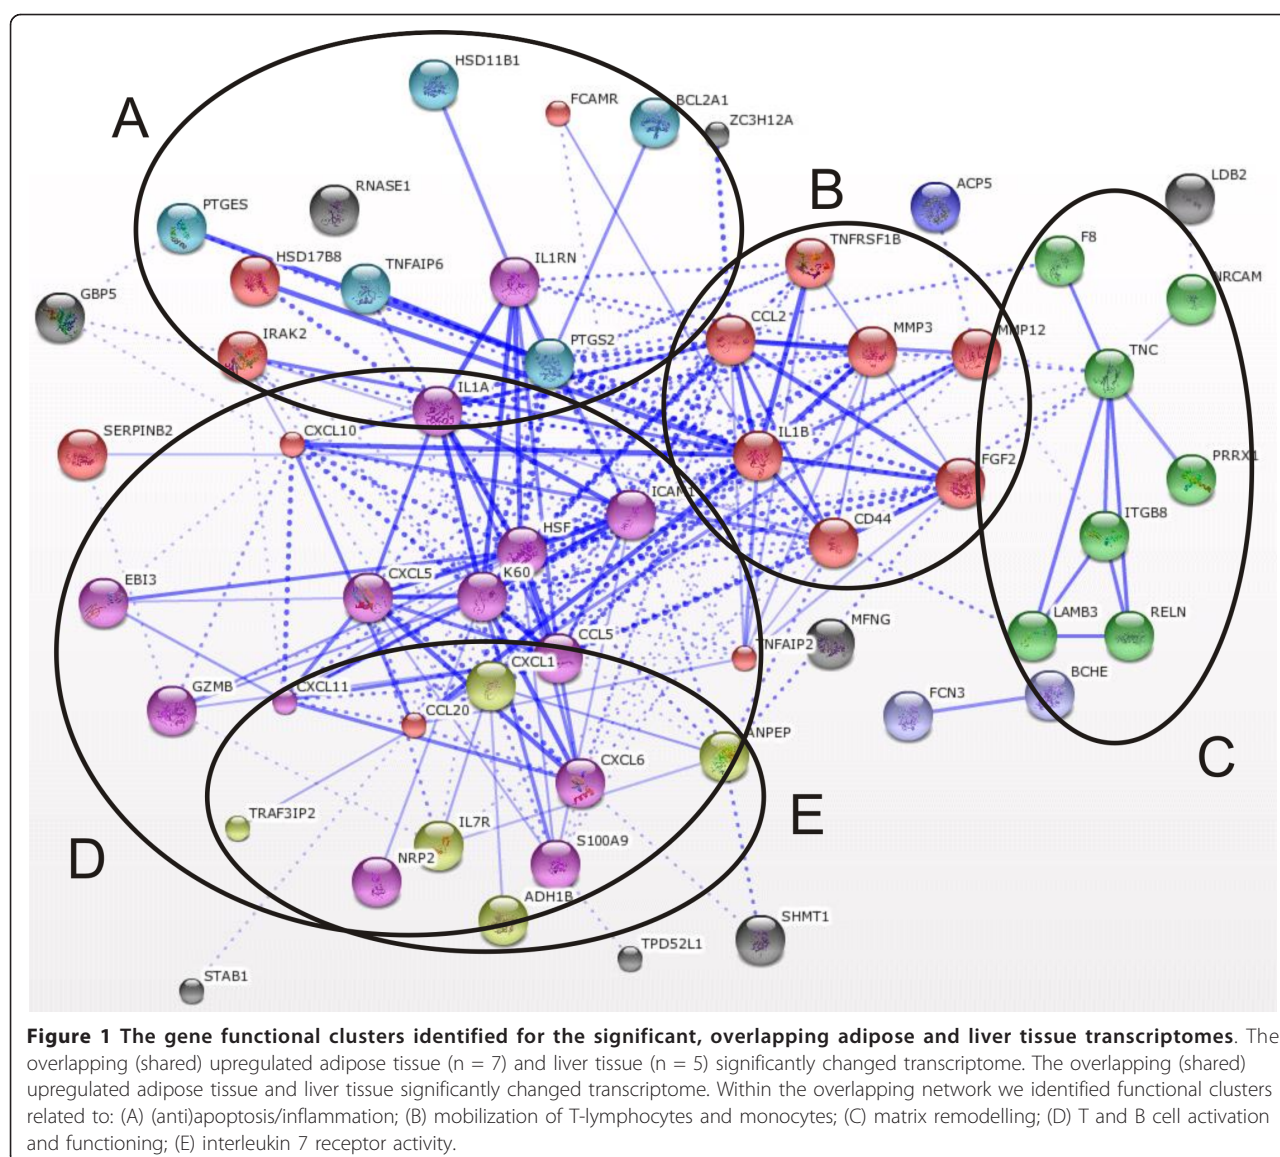 HSD11B1
A
FCAMR
BCL2A1
ZC3H12A
B
RNASE1
ACP5
LDB2
PTGES
TNFRSF1B
F8
HSD17B8
TNFAIP6
IL1RN
NRCAM
GBP5
CCL2
MMP3
MMP12
IRAK2
PTGS2
TNC
IL1A
SERPINB2
CXCL10
IL1B
FGF2
PRRX1
ICAM1
CD44
ITGB8
HSF
EBI3
CXCL5
K60
CCL5
TNFAIP2
MFNG
LAMB3
RELN
CXCL1
GZMB
CXCL11
FCN3
BCHE
CCL20
ANPEP
CXCL6
C
TRAF3IP2
IL7R
E
D
NRP2
S100A9
ADH1B
SHMT1
TPD52L1
STAB1
Figure 1 The gene functional clusters identified for the significant, overlapping adipose and liver tissue transcriptomes. The
overlapping (shared) upregulated adipose tissue (n = 7) and liver tissue (n = 5) significantly changed transcriptome. The overlapping (shared)
upregulated adipose tissue and liver tissue significantly changed transcriptome. Within the overlapping network we identified functional clusters
related to: (A) (anti)apoptosis/inflammation; (B) mobilization of T-lymphocytes and monocytes; (C) matrix remodelling; (D) T and B cell activation
and functioning; (E) interleukin 7 receptor activity.